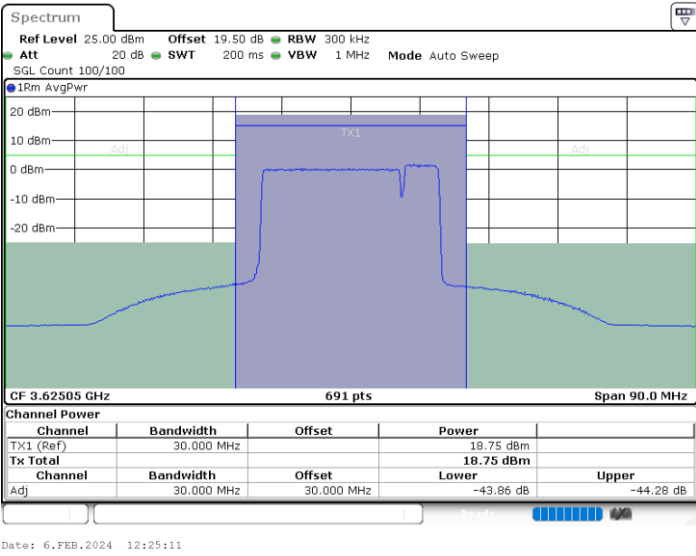 Spectrum
Ref Level 25.00 dBm Offset 19.50 dB RBW 300 kHz
Att 20 dB SWT 200 ms VBW 1 MHz Mode Auto Sweep
SGL Count 100/100
1Rm AvgPwr
20 dBm
TX1
10 dBm
Adj Adj
0 dBm
-10 dBm
-20 dBm
CF 3.62505 GHz 691 pts Span 90.0 MHz
Channel Power
Channel Bandwidth Offset Power
TX1 (Ref) 30.000 MHz 18.75 dBm
Tx Total 18.75 dBm
Channel Bandwidth Offset Lower Upper
Adj 30.000 MHz 30.000 MHz -43.86 dB -44.28 dB
Ready
Date: 6.FEB.2024 12:25:11